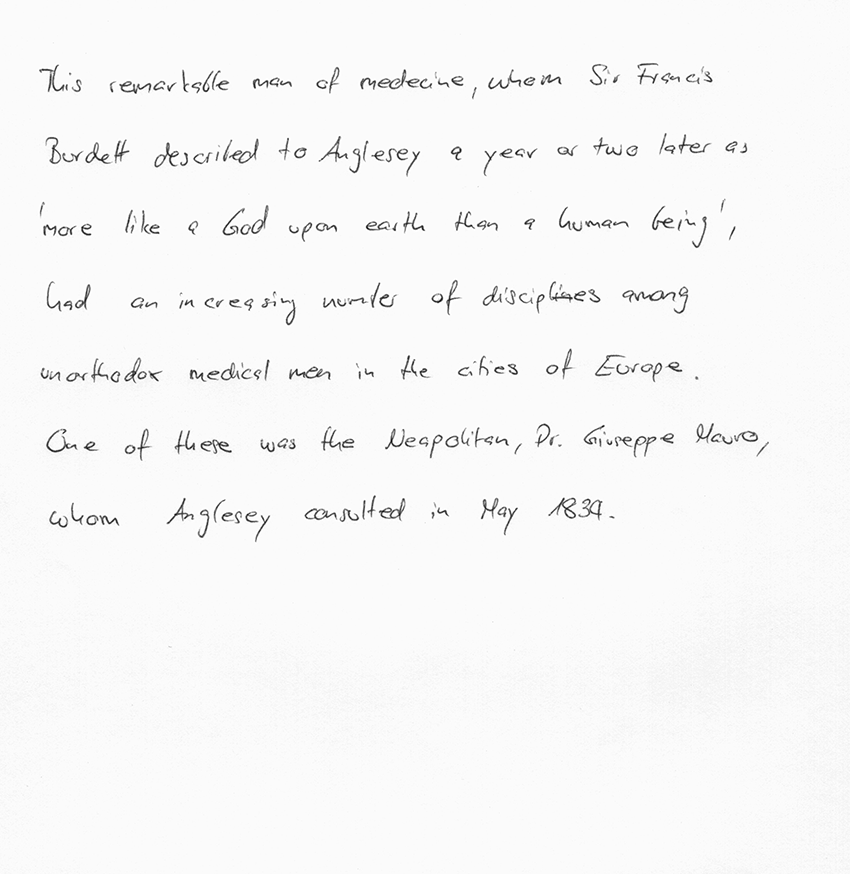 This remarkable man of medecine, whom Sir Francis
Burdett described to Anglesey a year or two later as
'more like a God upon earth than a human being',
had an increasing number of disciplines among
unorthodox medical men in the cities of Europe.
One of these was the Neapolitan, Dr. Giuseppe Mauro,
whom Anglesey consulted in May 1834.